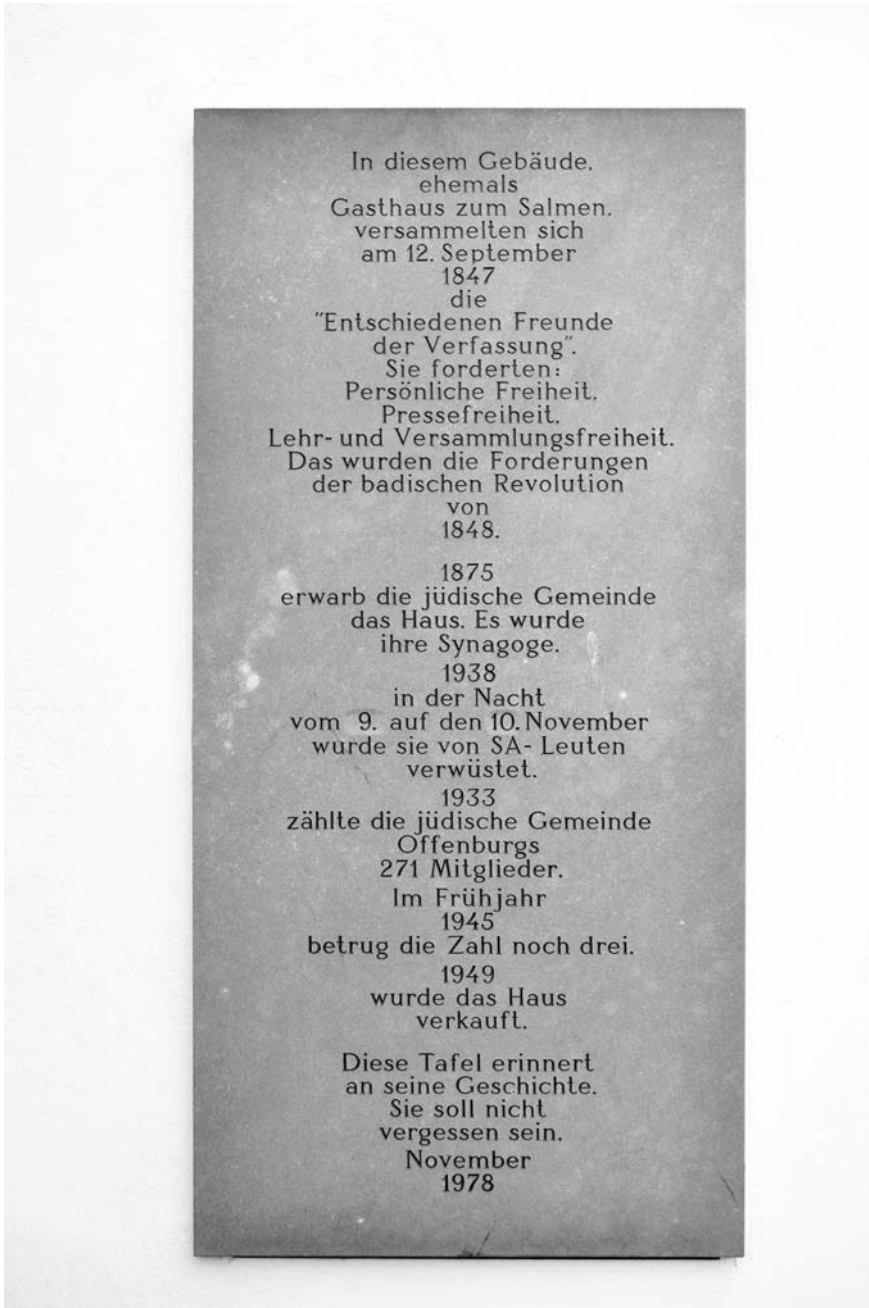 In diesem Gebäude,
ehemals
Gasthaus zum Salmen,
versammelten sich
am 12. September
1847
die
"Entschiedenen Freunde
der Verfassung".
Sie forderten:
Persönliche Freiheit,
Pressefreiheit,
Lehr- und Versammlungsfreiheit.
Das wurden die Forderungen
der badischen Revolution
von
1848.
1875
erwarb die jüdische Gemeinde
das Haus. Es wurde
ihre Synagoge.
1938
in der Nacht
vom 9. auf den 10. November
wurde sie von SA- Leuten
verwüstet.
1933
zählte die jüdische Gemeinde
Offenburgs
271 Mitglieder.
Im Frühjahr
1945
betrug die Zahl noch drei.
1949
wurde das Haus
verkauft.
Diese Tafel erinnert
an seine Geschichte.
Sie soll nicht
vergessen sein.
November
1978